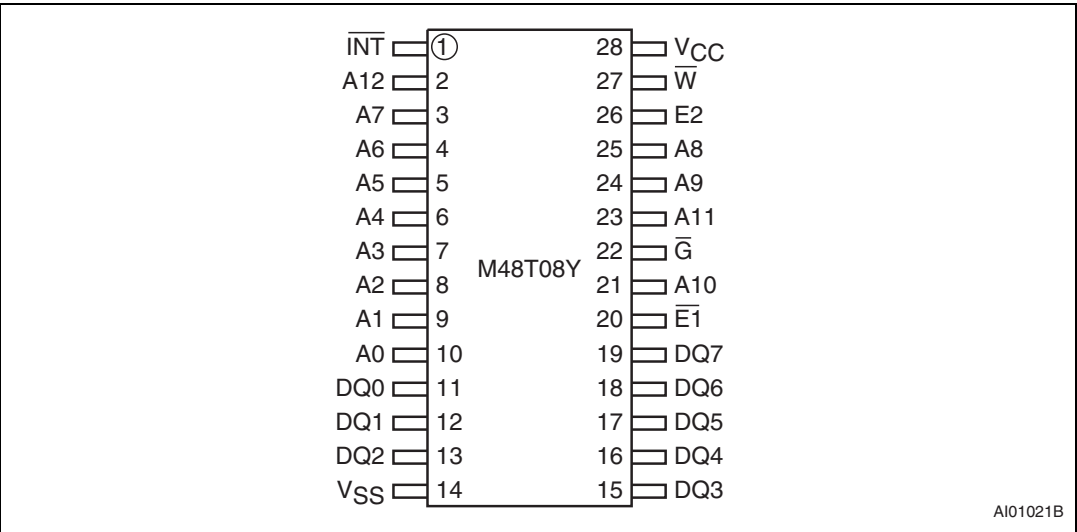 I̅N̅T̅ 1 28 VCC
A12 2 27 W̅
A7 3 26 E2
A6 4 25 A8
A5 5 24 A9
A4 6 23 A11
A3 7 22 G̅
M48T08Y
A2 8 21 A10
A1 9 20 E̅1̅
A0 10 19 DQ7
DQ0 11 18 DQ6
DQ1 12 17 DQ5
DQ2 13 16 DQ4
VSS 14 15 DQ3
AI01021B